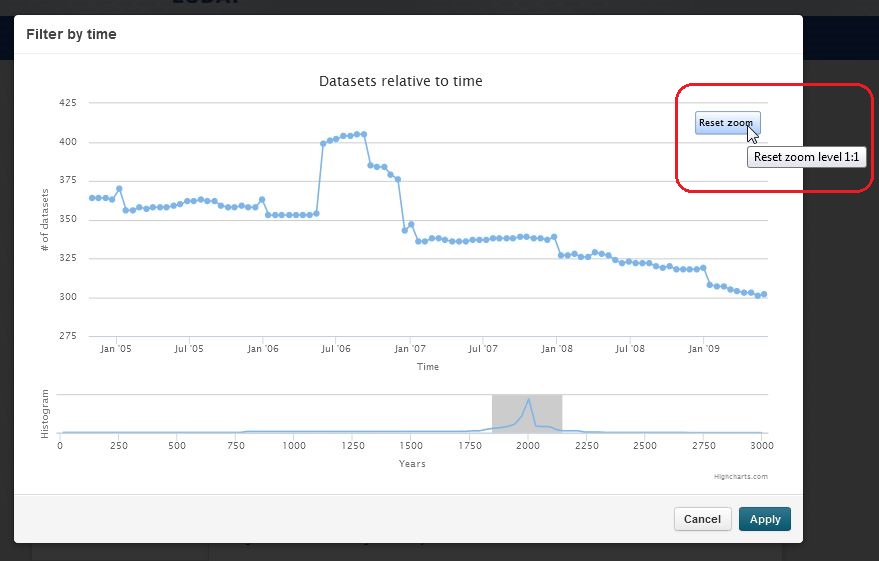 Filter by time
Datasets relative to time
425
400
375
350
325
300
275
# of datasets
Reset zoom
Reset zoom level 1:1
Jan '05 Jul '05 Jan '06 Jul '06 Jan '07 Jul '07 Jan '08 Jul '08 Jan '09
Time
Histogram
0 250 500 750 1000 1250 1500 1750 2000 2250 2500 2750 3000
Years
Highcharts.com
Cancel Apply